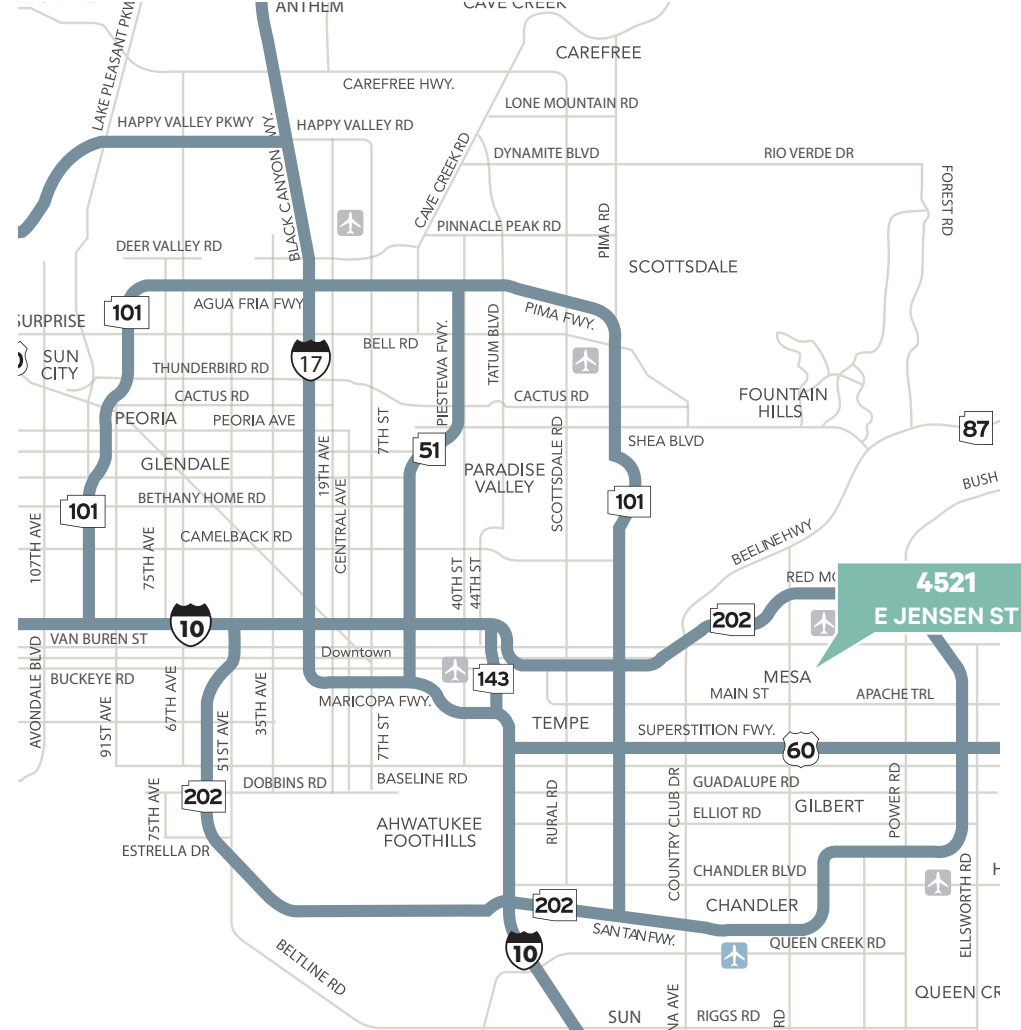 ANTHEM
CAVE CREEK
LAKE PLEASANT PKW
CAREFREE
CAREFREE HWY.
LONE MOUNTAIN RD
HAPPY VALLEY PKWY
HAPPY VALLEY RD
BLACK CANYON WY.
CAVE CREEK RD
DYNAMITE BLVD
RIO VERDE DR
FOREST RD
PINNACLE PEAK RD
PIMA RD
DEER VALLEY RD
SCOTTSDALE
101
AGUA FRIA FWY
PIMA FWY.
SURPRISE
SUN
CITY
17
BELL RD
PIESTEWA FWY.
TATUM BLVD
THUNDERBIRD RD
CACTUS RD
CACTUS RD
FOUNTAIN
HILLS
PEORIA
PEORIA AVE
7TH ST
51
SCOTTSDALE RD
SHEA BLVD
87
GLENDALE
19TH AVE
PARADISE
VALLEY
BUSH
BETHANY HOME RD
101
101
107TH AVE
75TH AVE
CAMELBACK RD
CENTRAL AVE
40TH ST
44TH ST
BEELINE HWY
RED MO
4521
E JENSEN ST
10
202
VAN BUREN ST
Downtown
AVONDALE BLVD
BUCKEYE RD
143
MESA
MAIN ST
APACHE TRL
91ST AVE
67TH AVE
51ST AVE
35TH AVE
MARICOPA FWY.
7TH ST
TEMPE
SUPERSTITION FWY.
60
75TH AVE
202
DOBBINS RD
BASELINE RD
RURAL RD
COUNTRY CLUB DR
GUADALUPE RD
GILBERT
POWER RD
ELLIOT RD
AHWATUKEE
FOOTHILLS
ESTRELLA DR
CHANDLER BLVD
ELLSWORTH RD
H
202
CHANDLER
SAN TAN FWY.
10
QUEEN CREEK RD
BELTLINE RD
QUEEN CR
SUN
NA AVE
RIGGS RD
RD